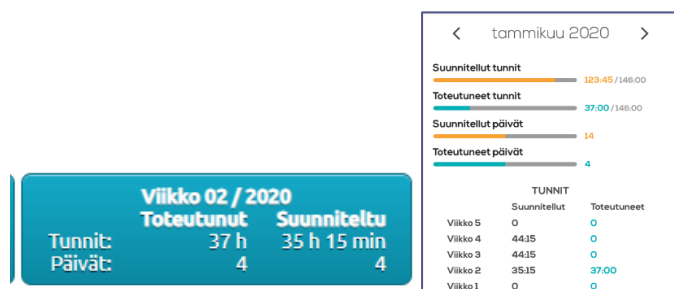 Viikko 02 / 2020
Toteutunut Suunniteltu
Tunnit: 37 h 35 h 15 min
Päivät: 4 4
tammikuu 2020
Suunnitellut tunnit
123:45 / 146:00
Toteutuneet tunnit
37:00 / 146:00
Suunnitellut päivät
14
Toteutuneet päivät
4
TUNNIT
Suunnitellut Toteutuneet
Viikko 5 0 0
Viikko 4 44:15 0
Viikko 3 44:15 0
Viikko 2 35:15 37:00
Viikko 1 0 0